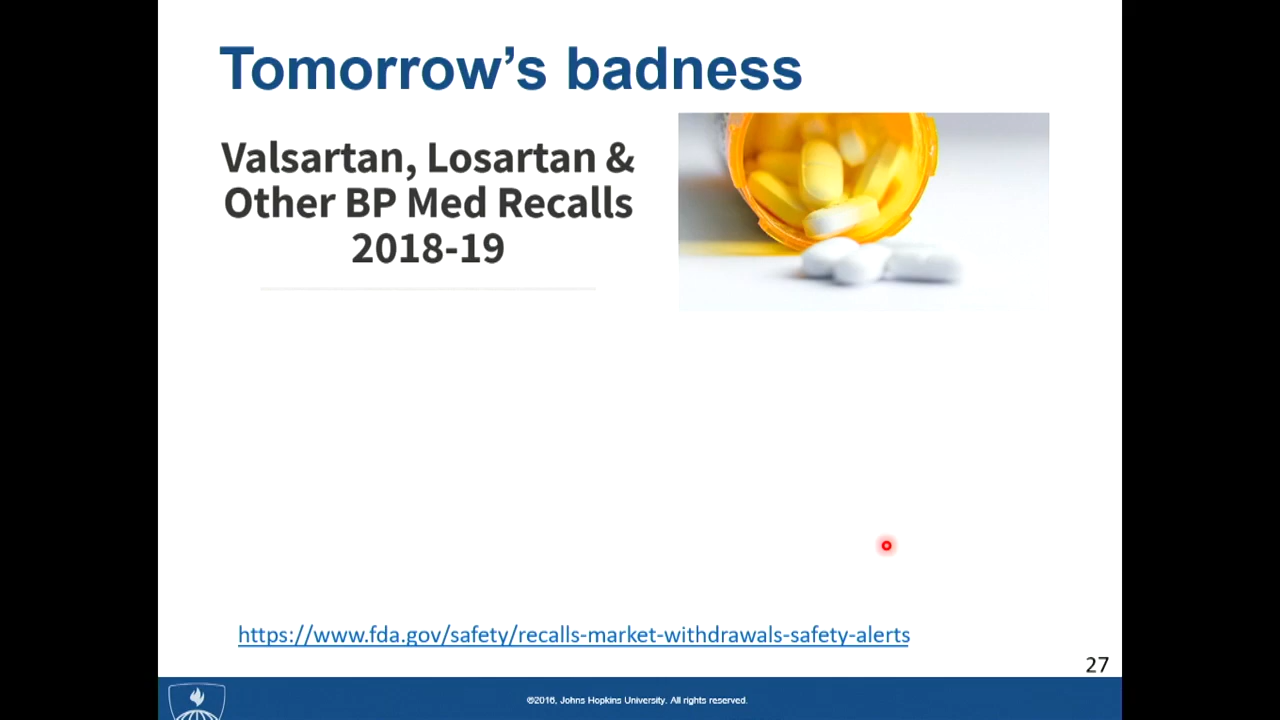 Tomorrow’s badness
Valsartan, Losartan &
Other BP Med Recalls
2018-19
https://www.fda.gov/safety/recalls-market-withdrawals-safety-alerts
27
©2016, Johns Hopkins University. All rights reserved.